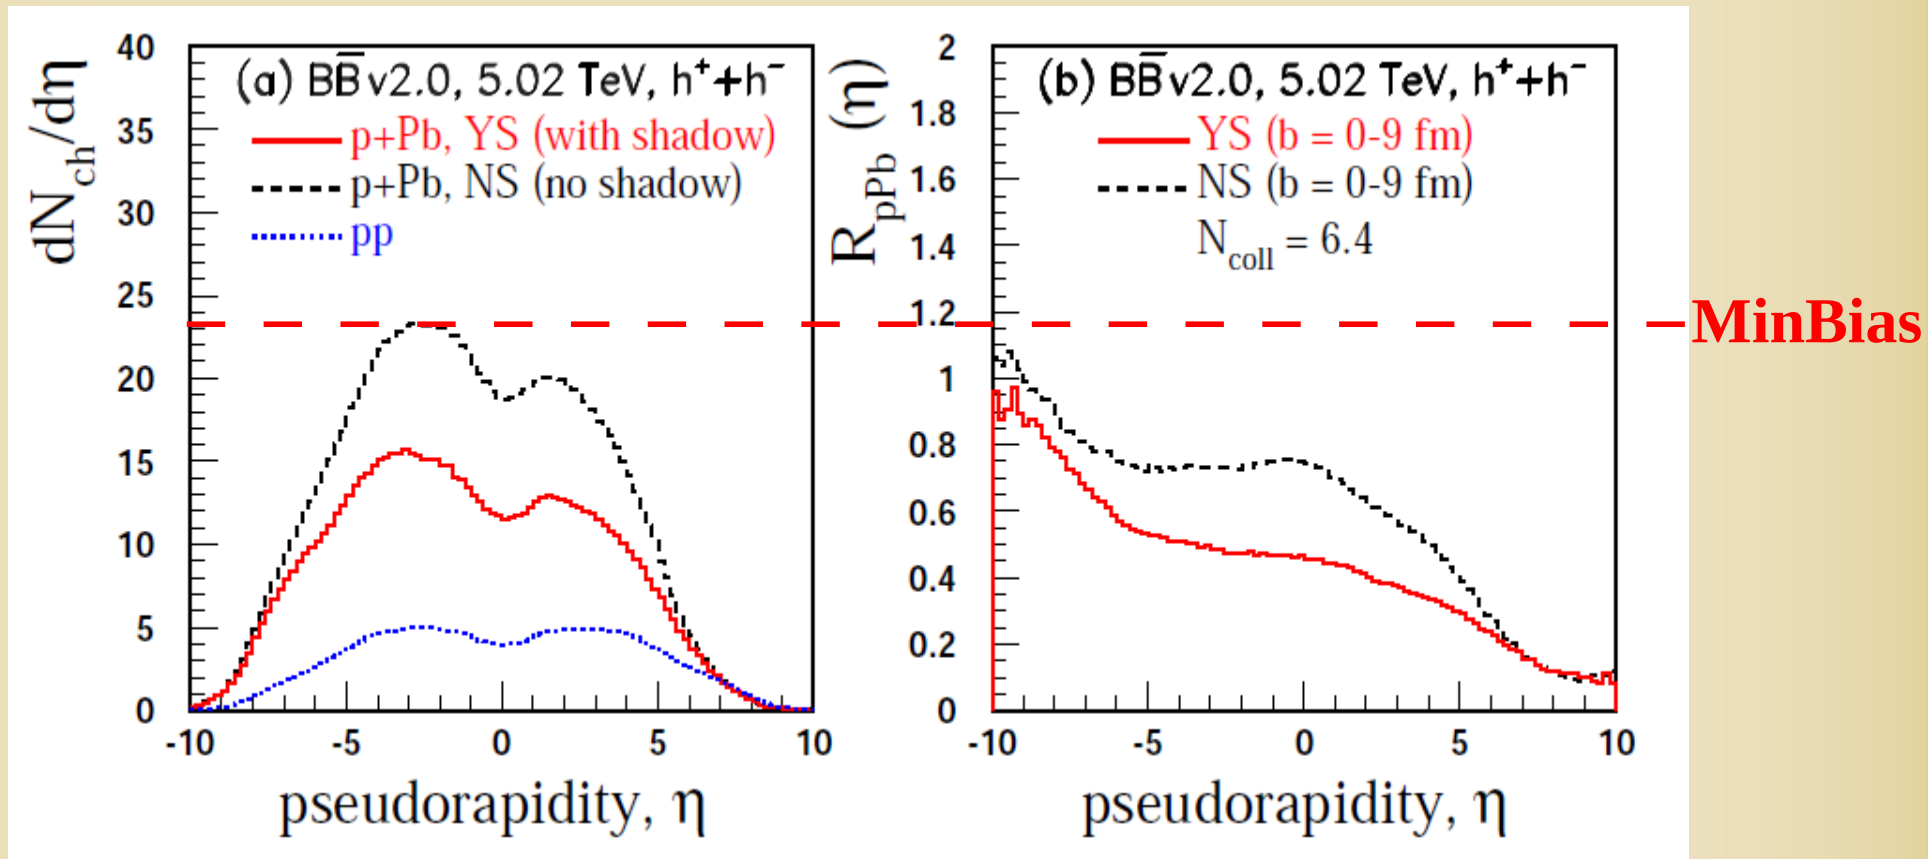 dN_ch/dη
40
35
30
25
20
15
10
5
0
(a) BB̅ v2.0, 5.02 TeV, h⁺+h⁻
p+Pb, YS (with shadow)
p+Pb, NS (no shadow)
pp
-10 -5 0 5 10
pseudorapidity, η
R_pPb (η)
2
1.8
1.6
1.4
1.2
1
0.8
0.6
0.4
0.2
0
(b) BB̅ v2.0, 5.02 TeV, h⁺+h⁻
YS (b = 0-9 fm)
NS (b = 0-9 fm)
N_coll = 6.4
-10 -5 0 5 10
pseudorapidity, η
MinBias